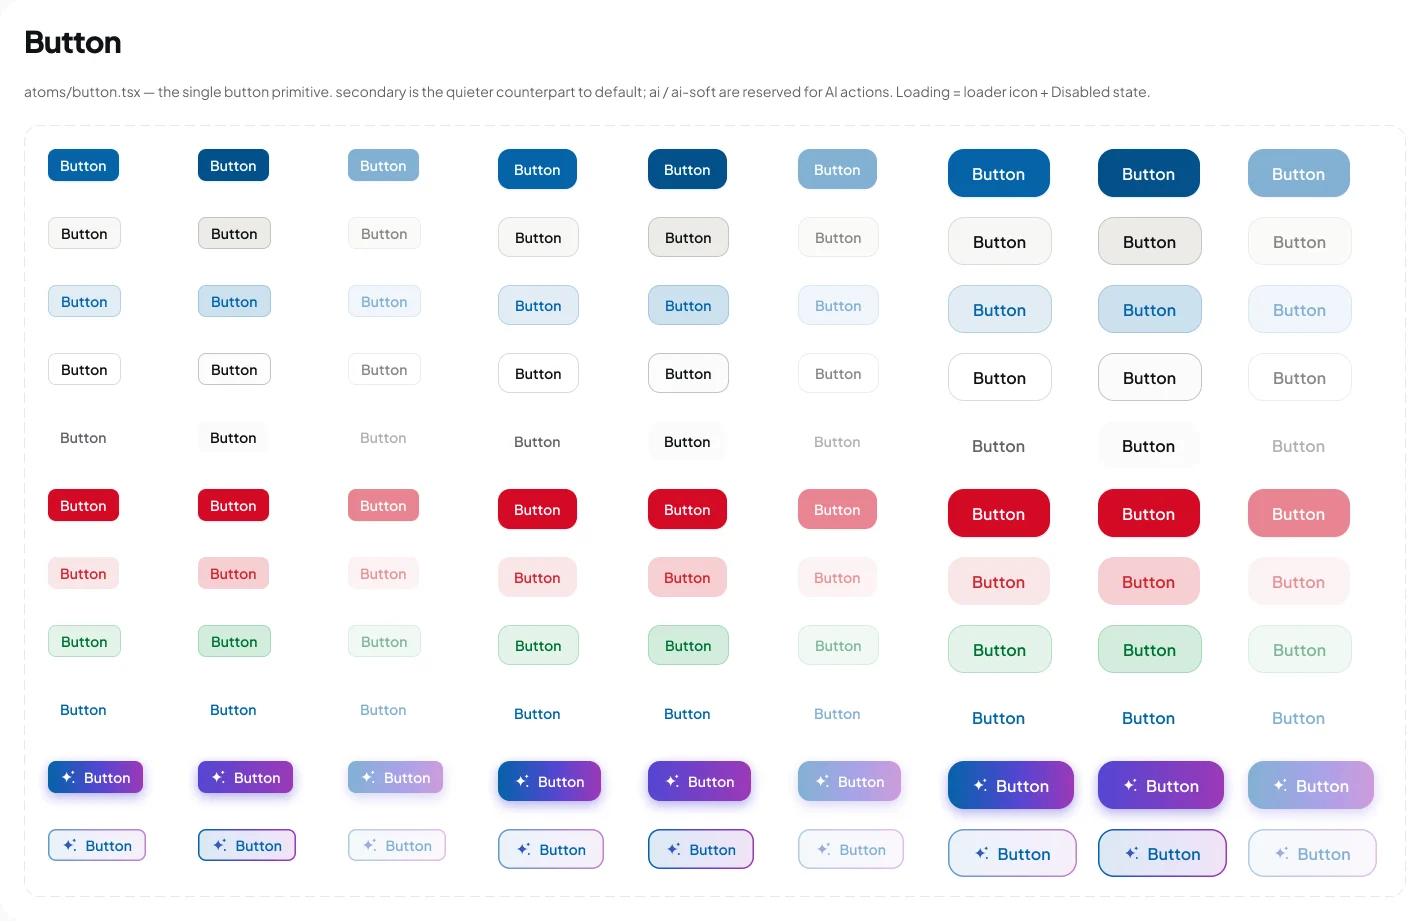 Button
atoms/button.tsx — the single button primitive. secondary is the quieter counterpart to default; ai / ai-soft are reserved for AI actions. Loading = loader icon + Disabled state.
Button Button Button Button Button Button Button Button Button
Button Button Button Button Button Button Button Button Button
Button Button Button Button Button Button Button Button Button
Button Button Button Button Button Button Button Button Button
Button Button Button Button Button Button Button Button Button
Button Button Button Button Button Button Button Button Button
Button Button Button Button Button Button Button Button Button
Button Button Button Button Button Button Button Button Button
Button Button Button Button Button Button Button Button Button
Button Button Button Button Button Button Button Button Button
Button Button Button Button Button Button Button Button Button